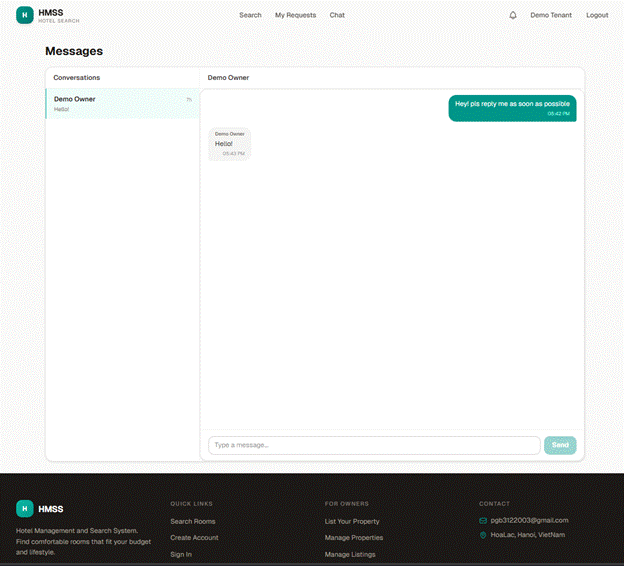 H
HMSS
HOTEL SEARCH
Search
My Requests
Chat
Demo Tenant
Logout
Messages
Conversations
Demo Owner
Hello!
Demo Owner
Hey! pls reply me as soon as possible
05:42 PM
Demo Owner
Hello!
05:43 PM
Type a message...
Send
H
HMSS
Hotel Management and Search System.
Find comfortable rooms that fit your budget
and lifestyle.
QUICK LINKS
Search Rooms
Create Account
Sign In
FOR OWNERS
List Your Property
Manage Properties
Manage Listings
CONTACT
pgb3122003@gmail.com
HoaLac, Hanoi, VietNam